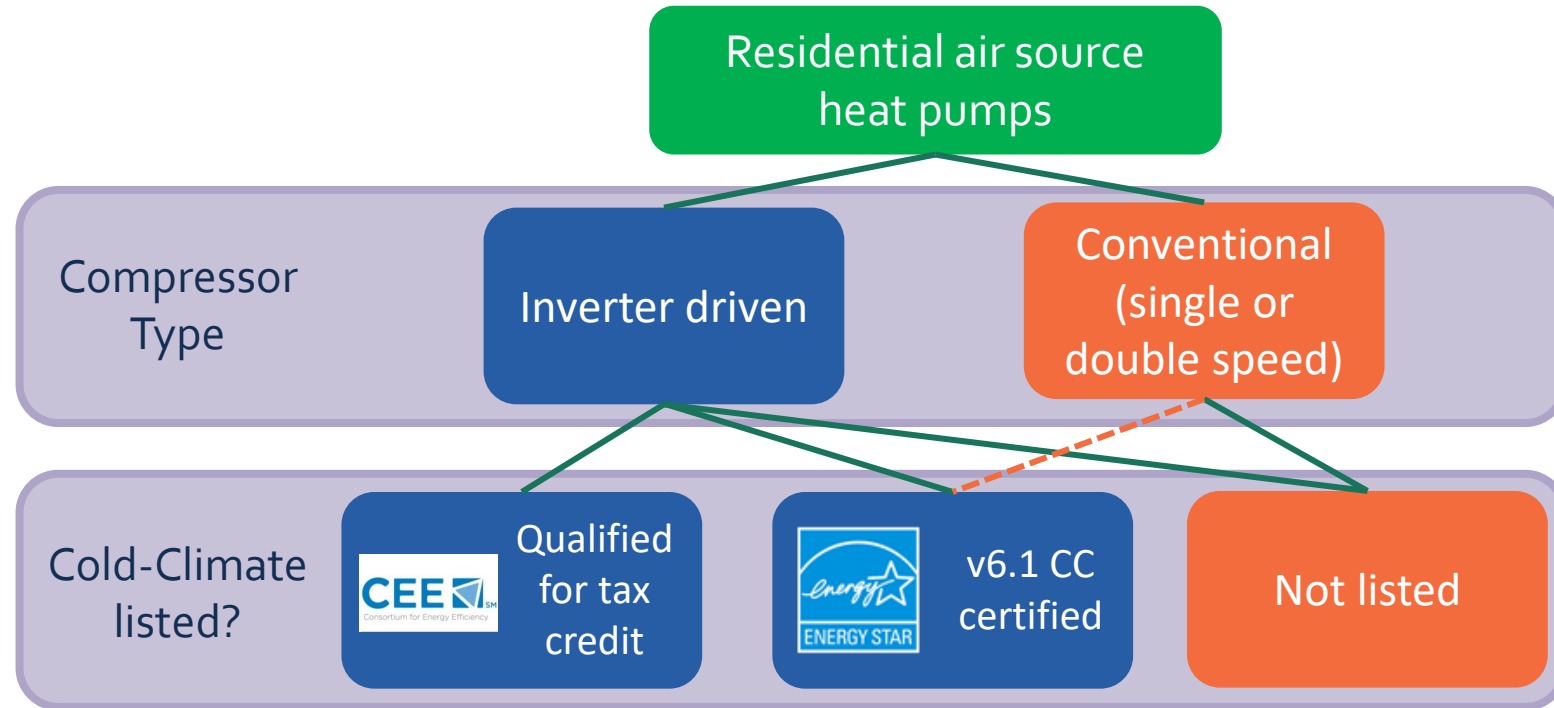 Residential air source
heat pumps
Compressor
Type
Inverter driven
Conventional
(single or
double speed)
Cold-Climate
listed?
CEE SM
Consortium for Energy Efficiency
Qualified
for tax
credit
energy
ENERGY STAR
v6.1 CC
certified
Not listed